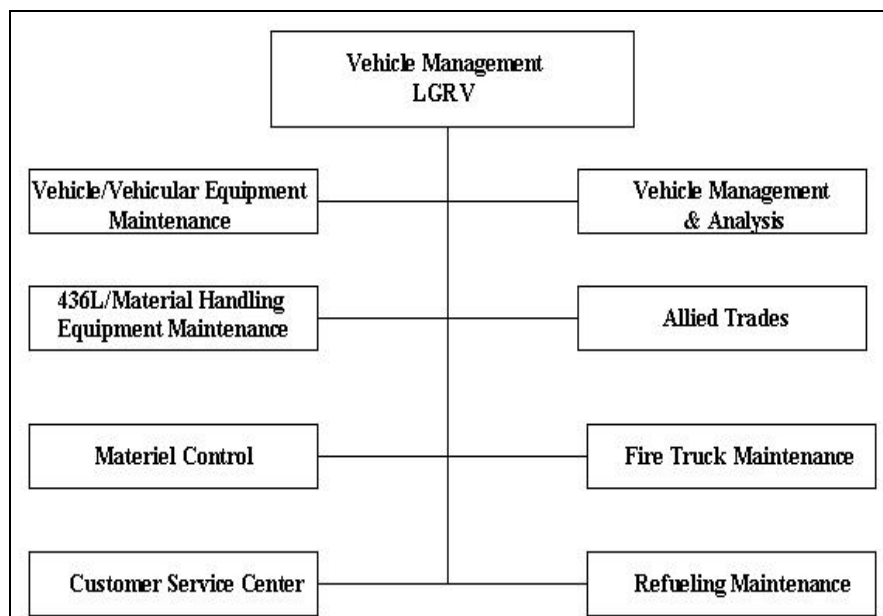 Vehicle Management
LGRV
Vehicle/Vehicular Equipment
Maintenance
Vehicle Management
& Analysis
436L/Material Handling
Equipment Maintenance
Allied Trades
Materiel Control
Fire Truck Maintenance
Customer Service Center
Refueling Maintenance